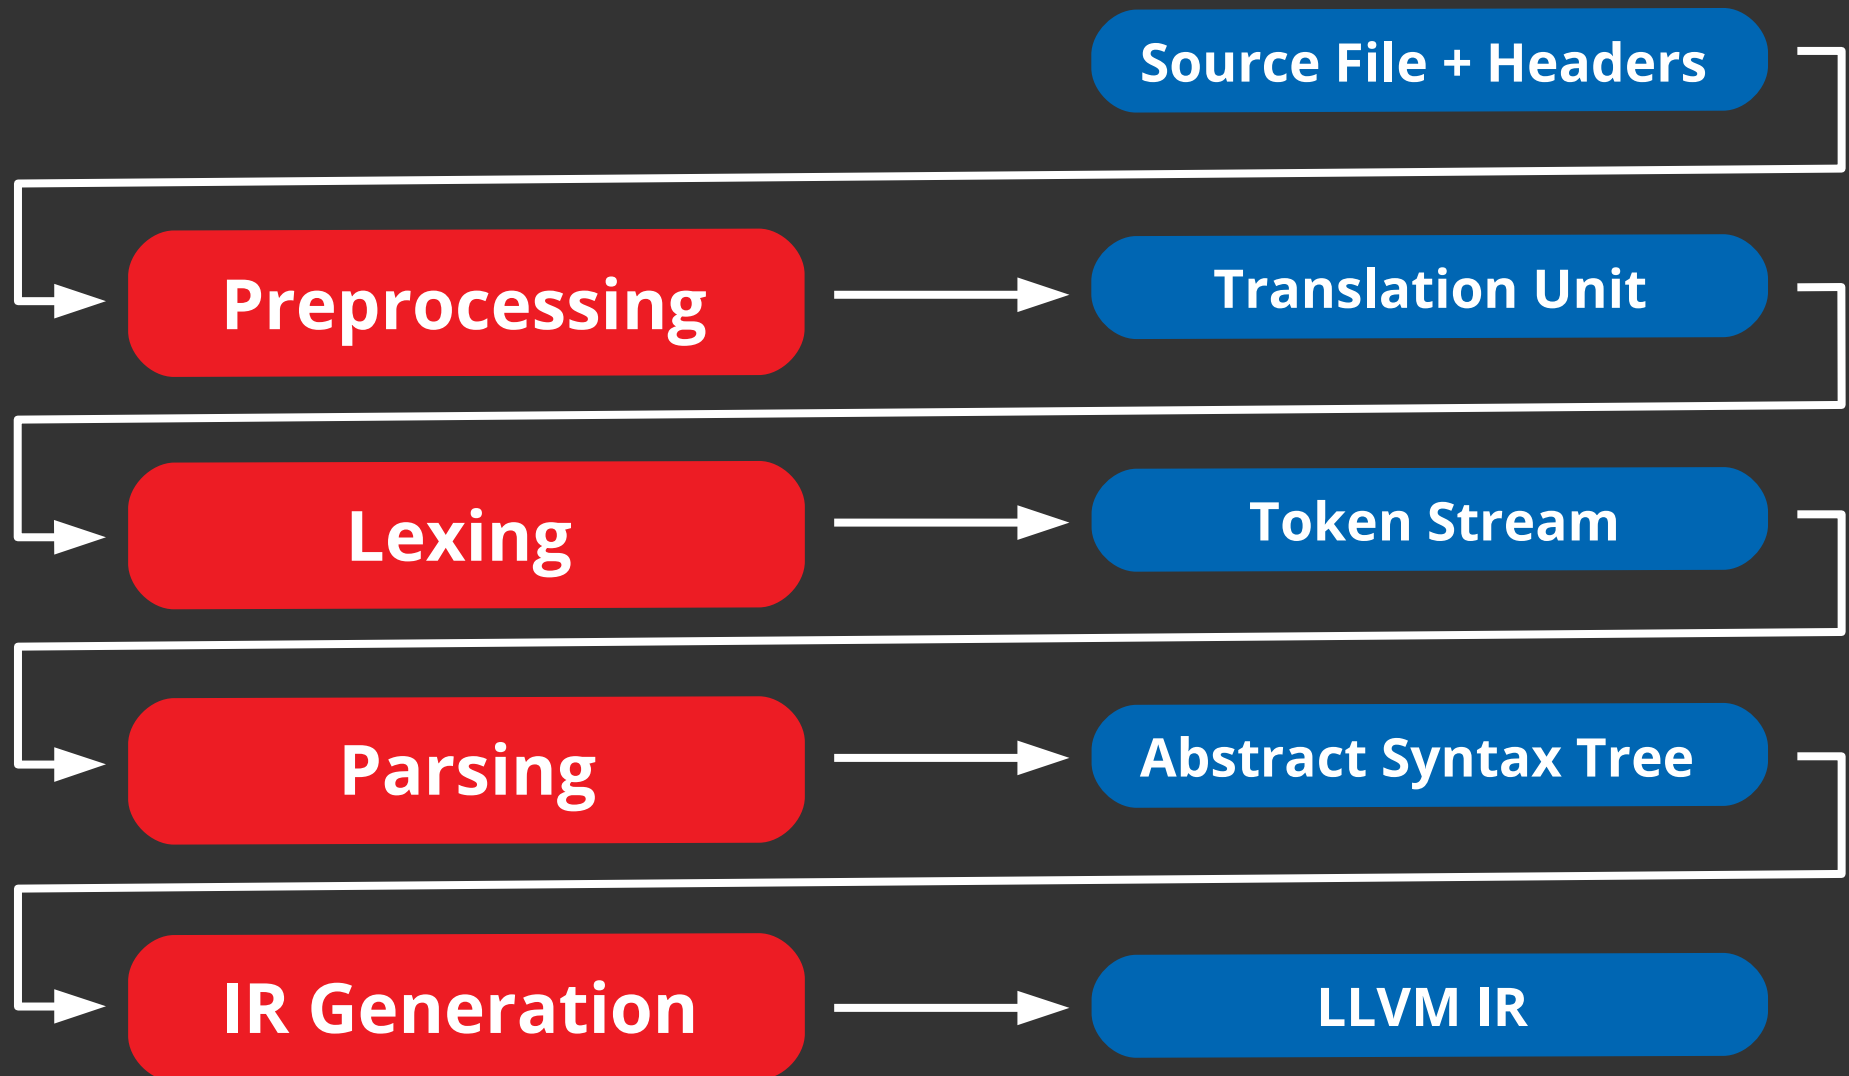 Source File + Headers
Preprocessing
Translation Unit
Lexing
Token Stream
Parsing
Abstract Syntax Tree
IR Generation
LLVM IR